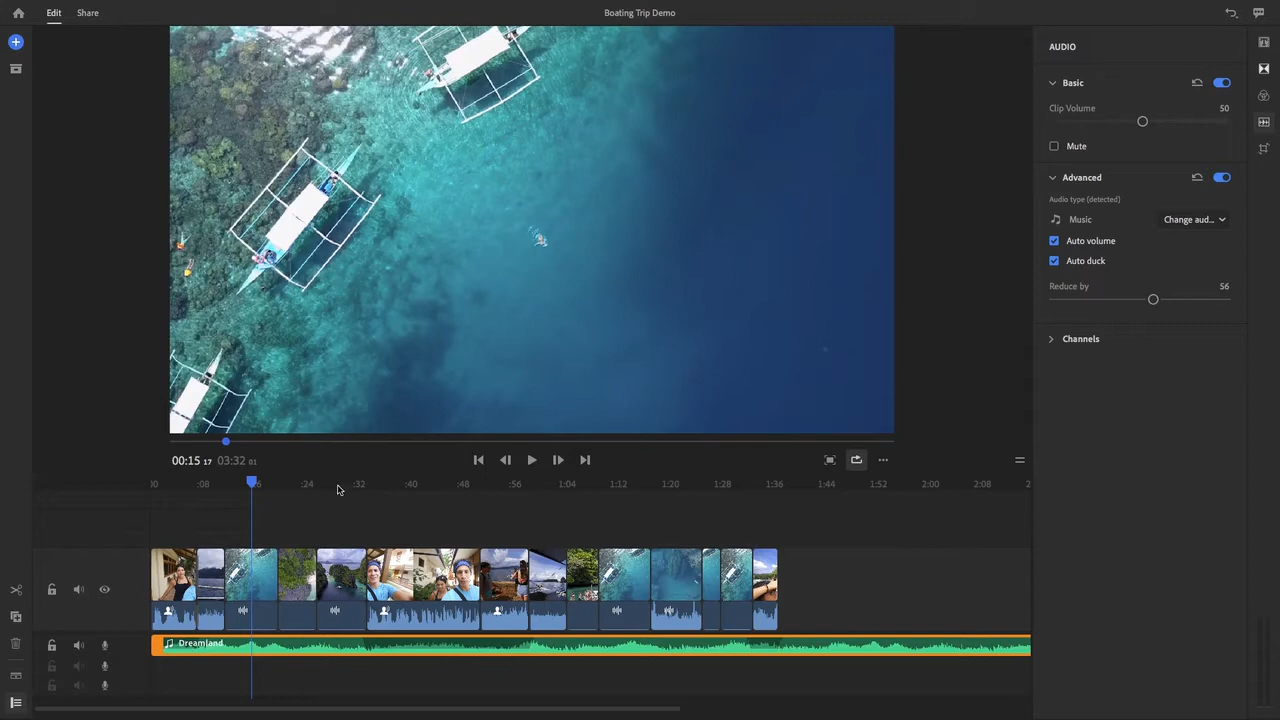 Edit
Share
Boating Trip Demo
AUDIO
Basic
Clip Volume
50
Mute
Advanced
Audio type (detected)
Music
Change aud...
Auto volume
Auto duck
Reduce by
56
Channels
00:15 17
03:32 01
:08
:24
:32
:40
:48
:56
1:04
1:12
1:20
1:28
1:36
1:44
1:52
2:00
2:08
Dreamland